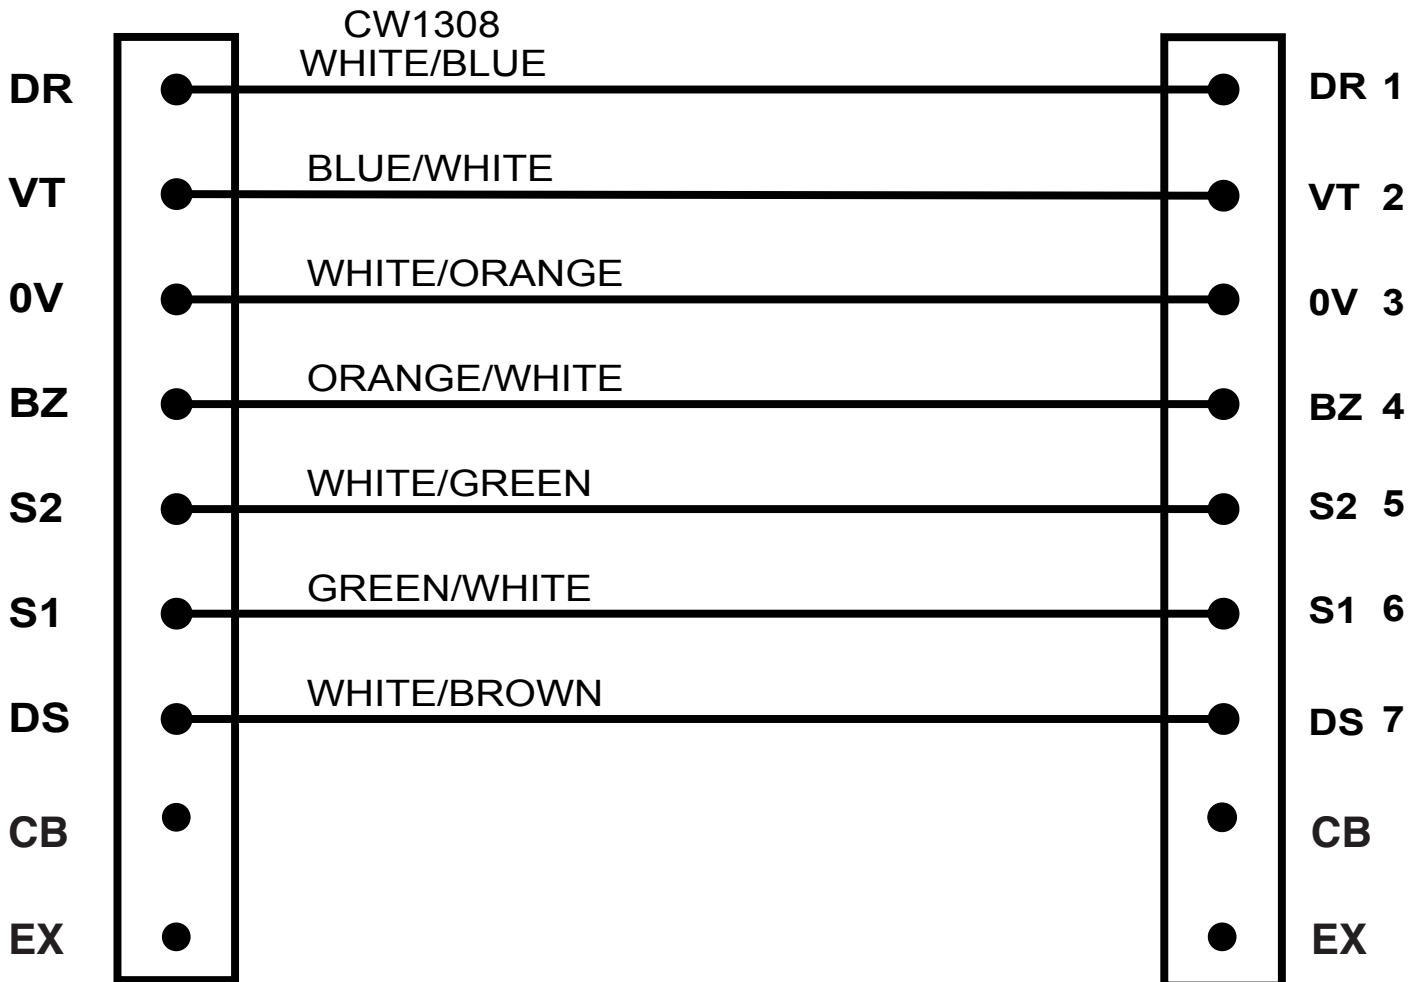 CW1308
WHITE/BLUE
DR DR 1
BLUE/WHITE
VT VT 2
WHITE/ORANGE
0V 0V 3
ORANGE/WHITE
BZ BZ 4
WHITE/GREEN
S2 S2 5
GREEN/WHITE
S1 S1 6
WHITE/BROWN
DS DS 7
CB CB
EX EX